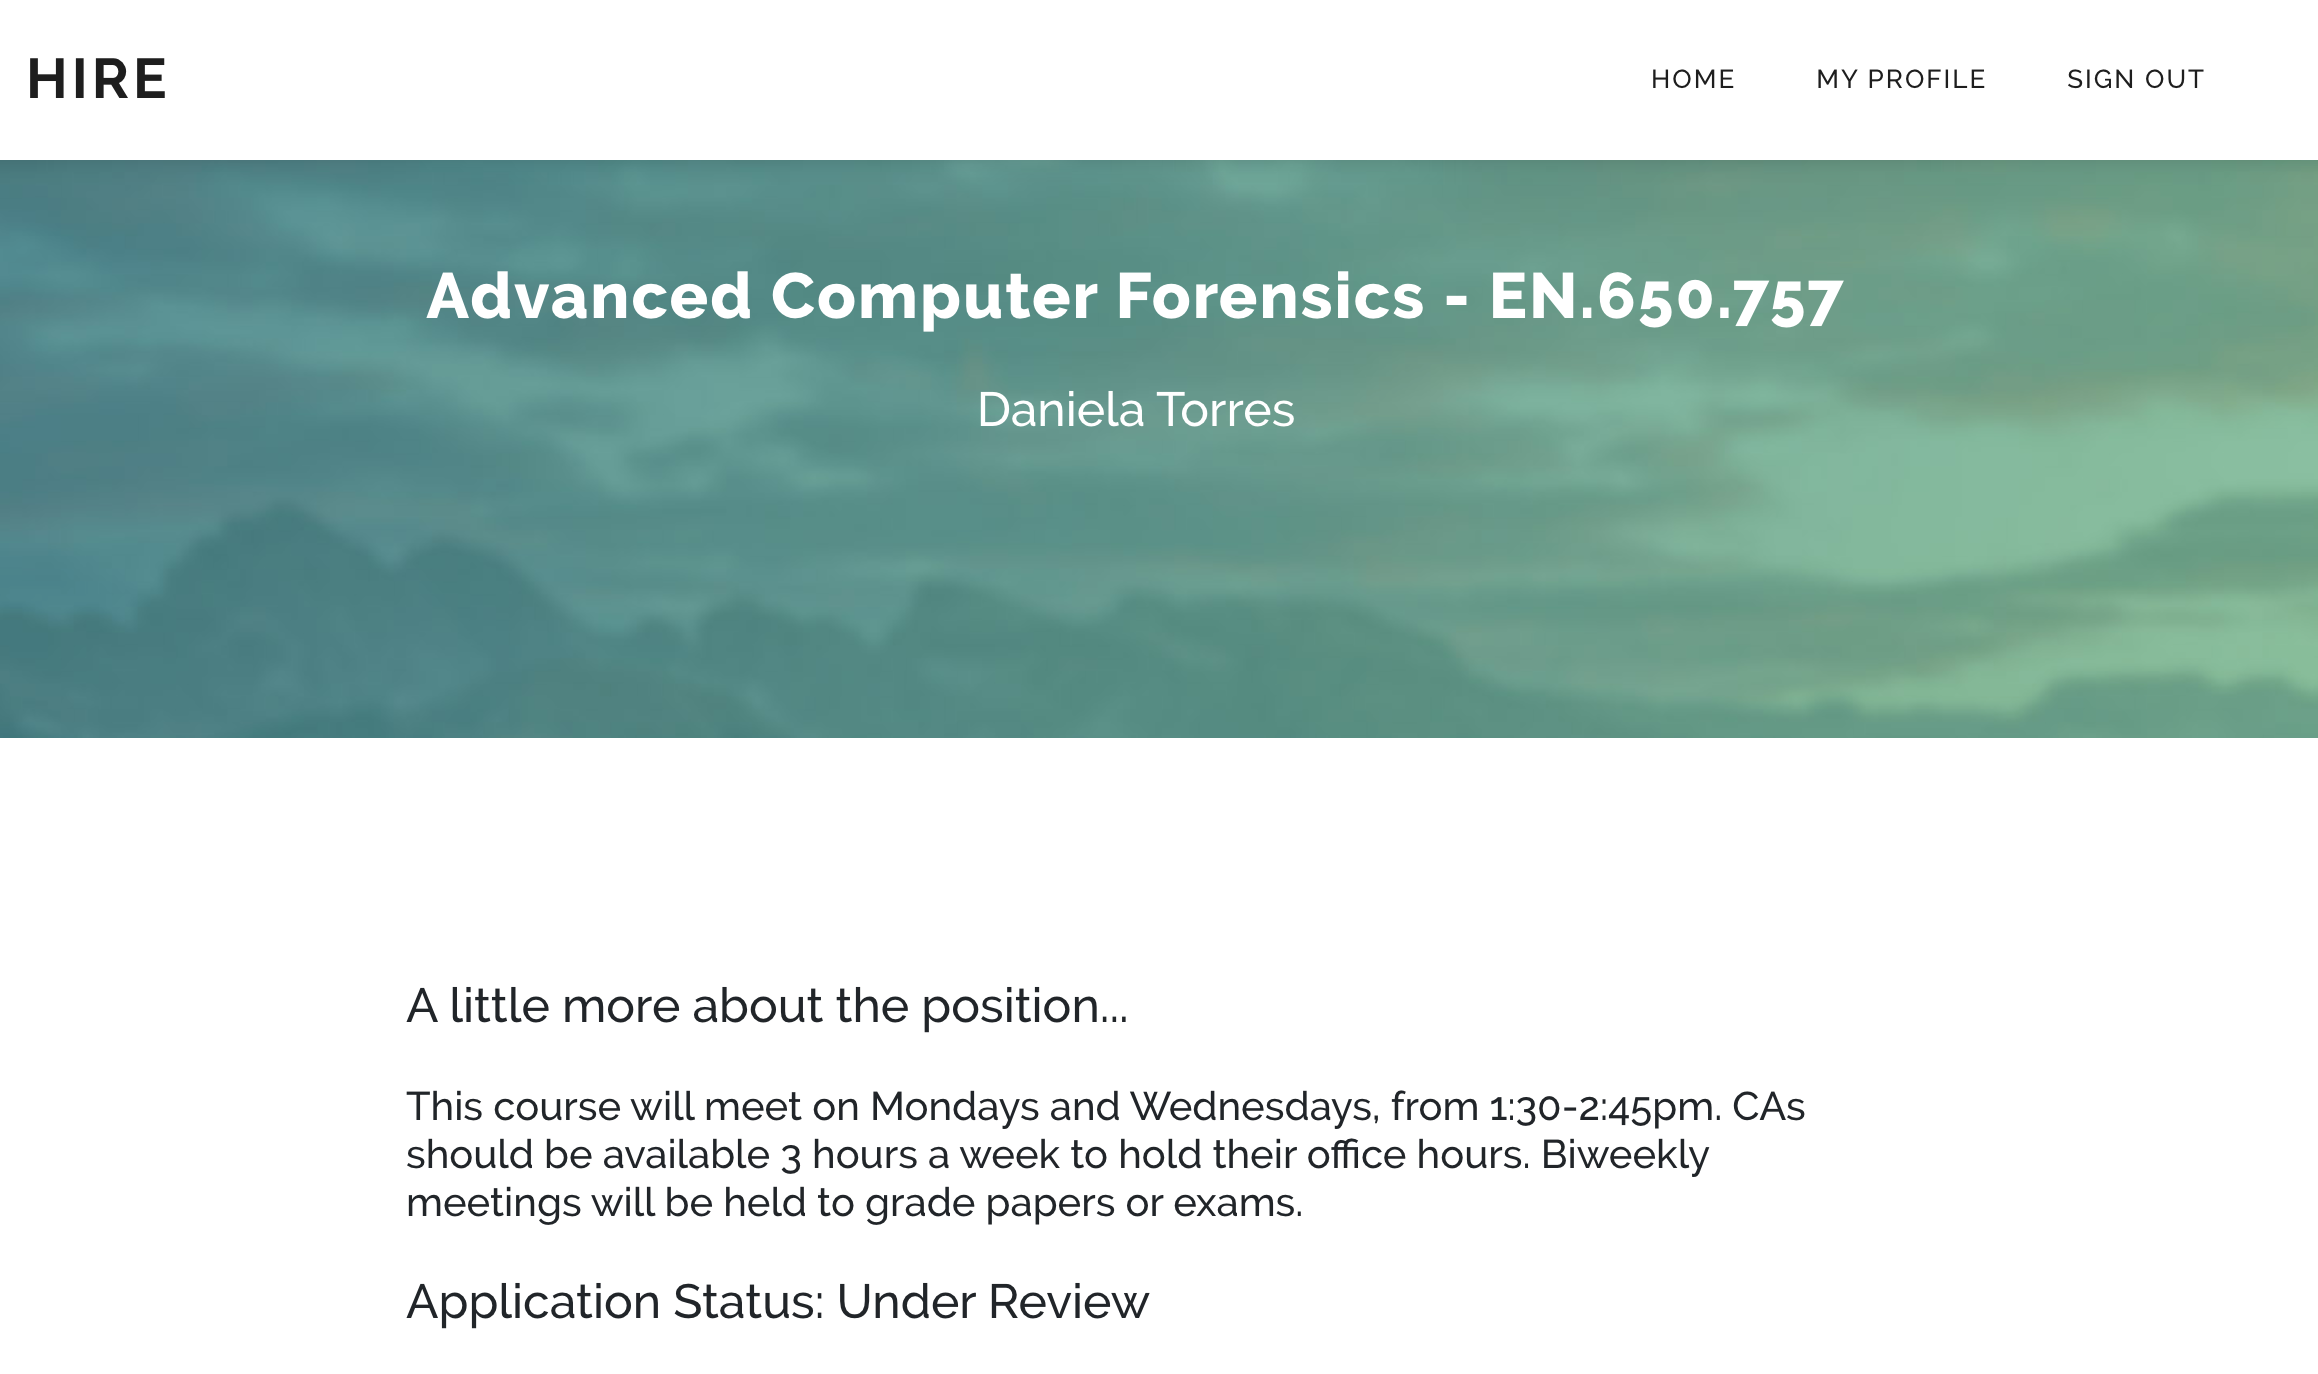 HIRE
HOME
MY PROFILE
SIGN OUT
Advanced Computer Forensics - EN.650.757
Daniela Torres
A little more about the position...
This course will meet on Mondays and Wednesdays, from 1:30-2:45pm. CAs
should be available 3 hours a week to hold their office hours. Biweekly
meetings will be held to grade papers or exams.
Application Status: Under Review